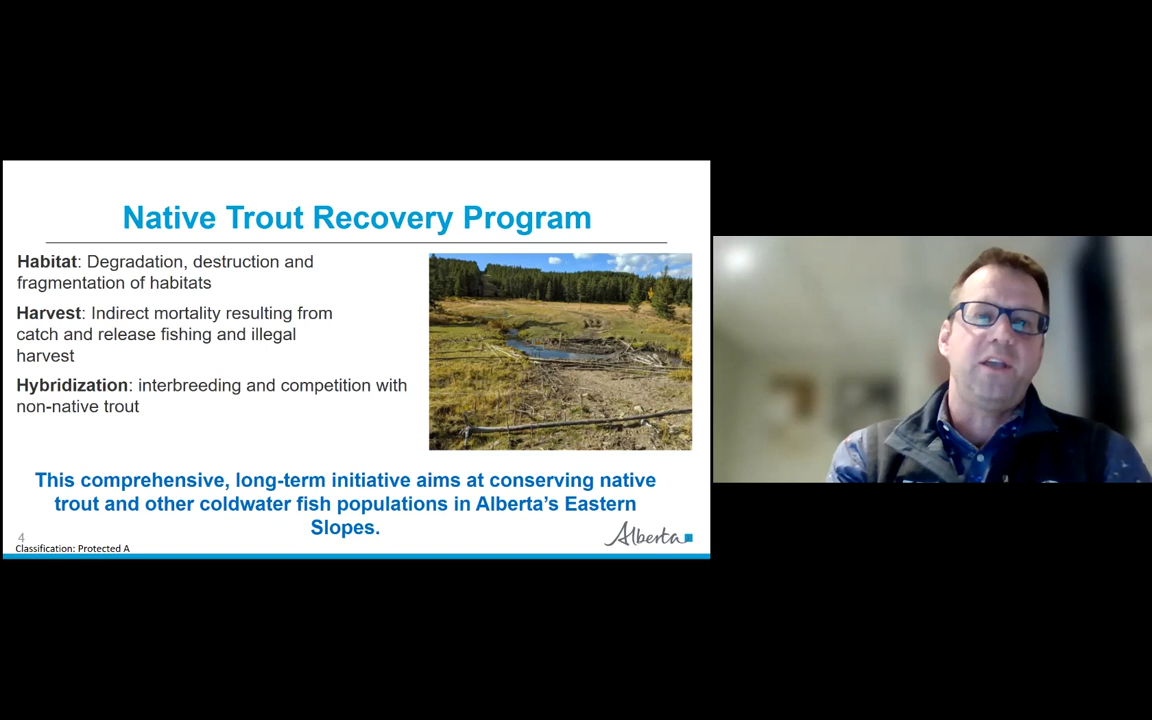 Native Trout Recovery Program
Habitat: Degradation, destruction and
fragmentation of habitats
Harvest: Indirect mortality resulting from
catch and release fishing and illegal
harvest
Hybridization: interbreeding and competition with
non-native trout
This comprehensive, long-term initiative aims at conserving native
trout and other coldwater fish populations in Alberta's Eastern
Slopes.
4
Classification: Protected A
Alberta